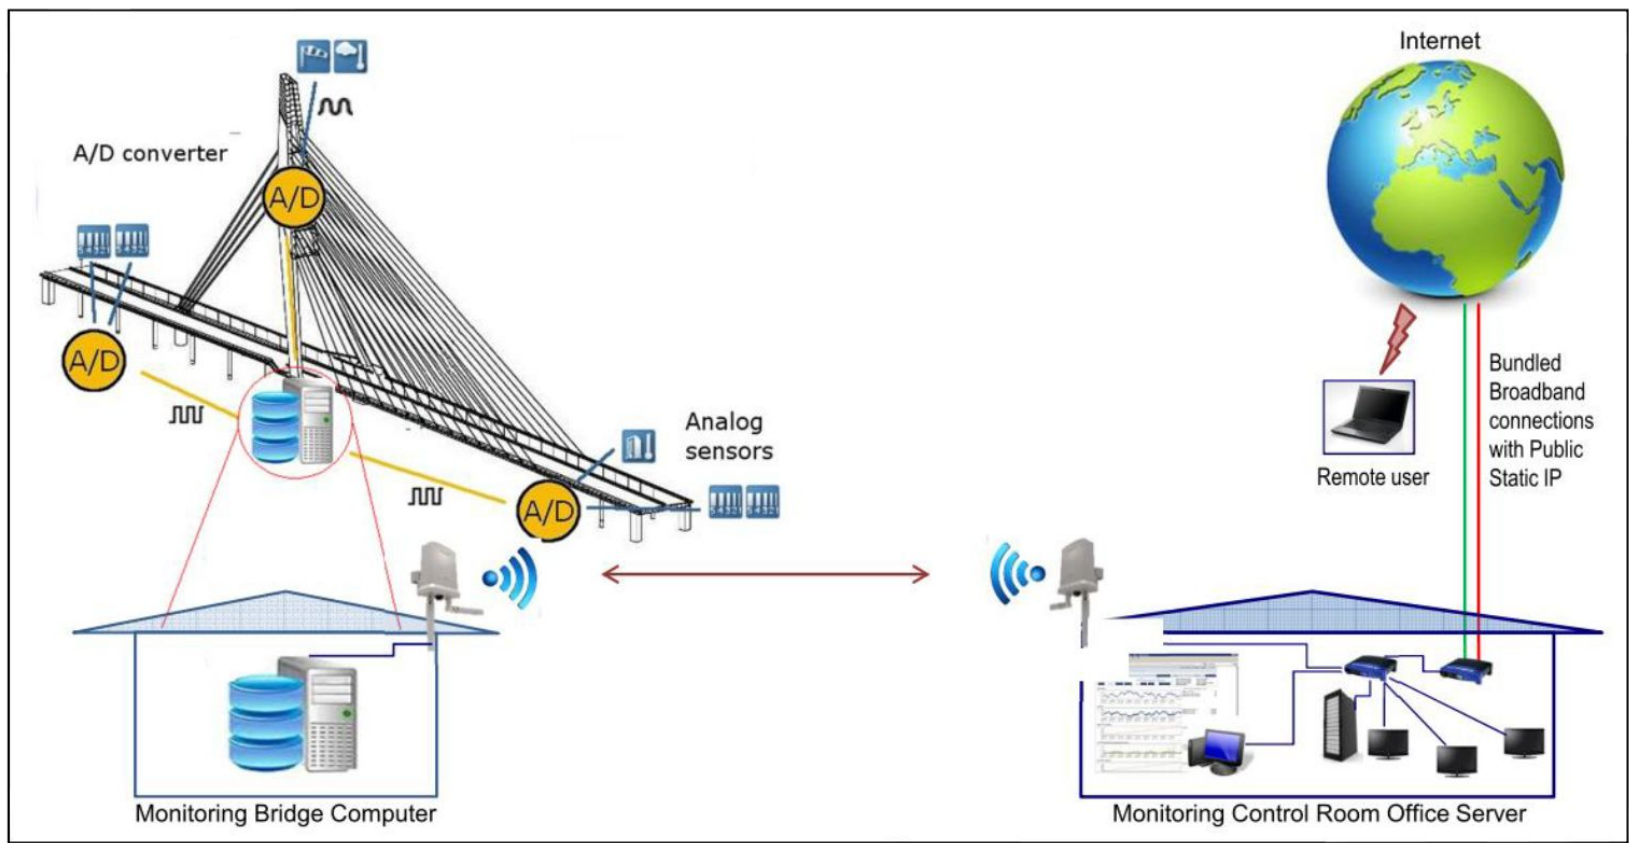 Internet
A/D converter
A/D
A/D
Bundled
Broadband
connections
with Public
Static IP
Analog
sensors
Remote user
A/D
Monitoring Bridge Computer
Monitoring Control Room Office Server